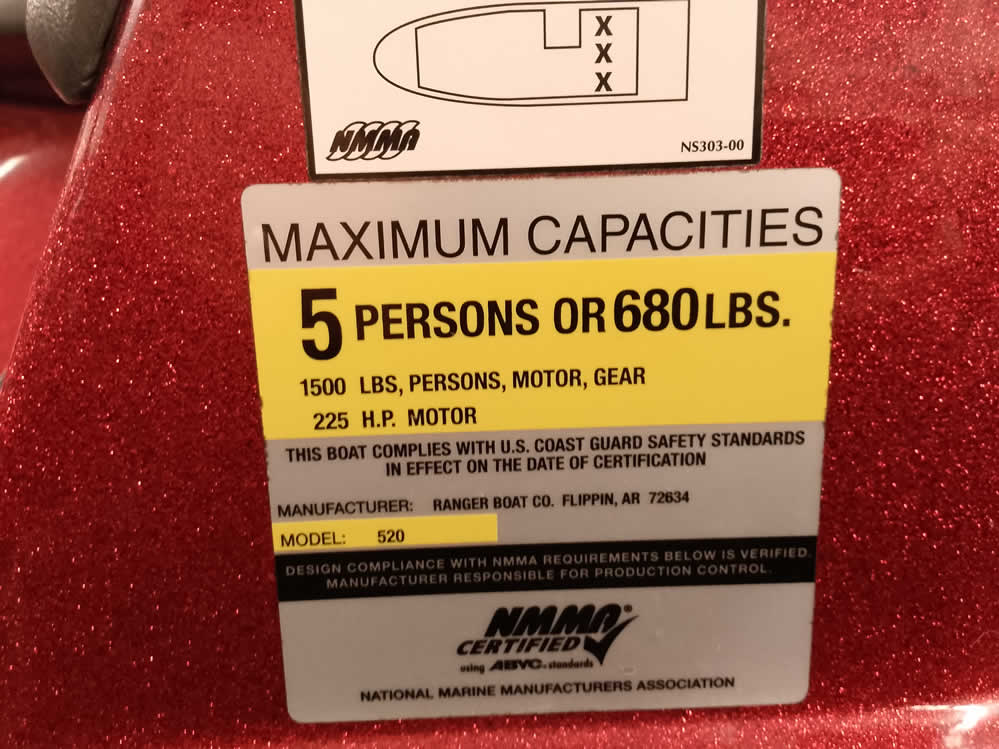 X
X
X
NMMA
NS303-00
MAXIMUM CAPACITIES
5 PERSONS OR 680 LBS.
1500 LBS, PERSONS, MOTOR, GEAR
225 H.P. MOTOR
THIS BOAT COMPLIES WITH U.S. COAST GUARD SAFETY STANDARDS
IN EFFECT ON THE DATE OF CERTIFICATION
MANUFACTURER: RANGER BOAT CO. FLIPPIN, AR 72634
MODEL: 520
DESIGN COMPLIANCE WITH NMMA REQUIREMENTS BELOW IS VERIFIED.
MANUFACTURER RESPONSIBLE FOR PRODUCTION CONTROL.
NMMA®
CERTIFIED
using ABYC® standards
NATIONAL MARINE MANUFACTURERS ASSOCIATION